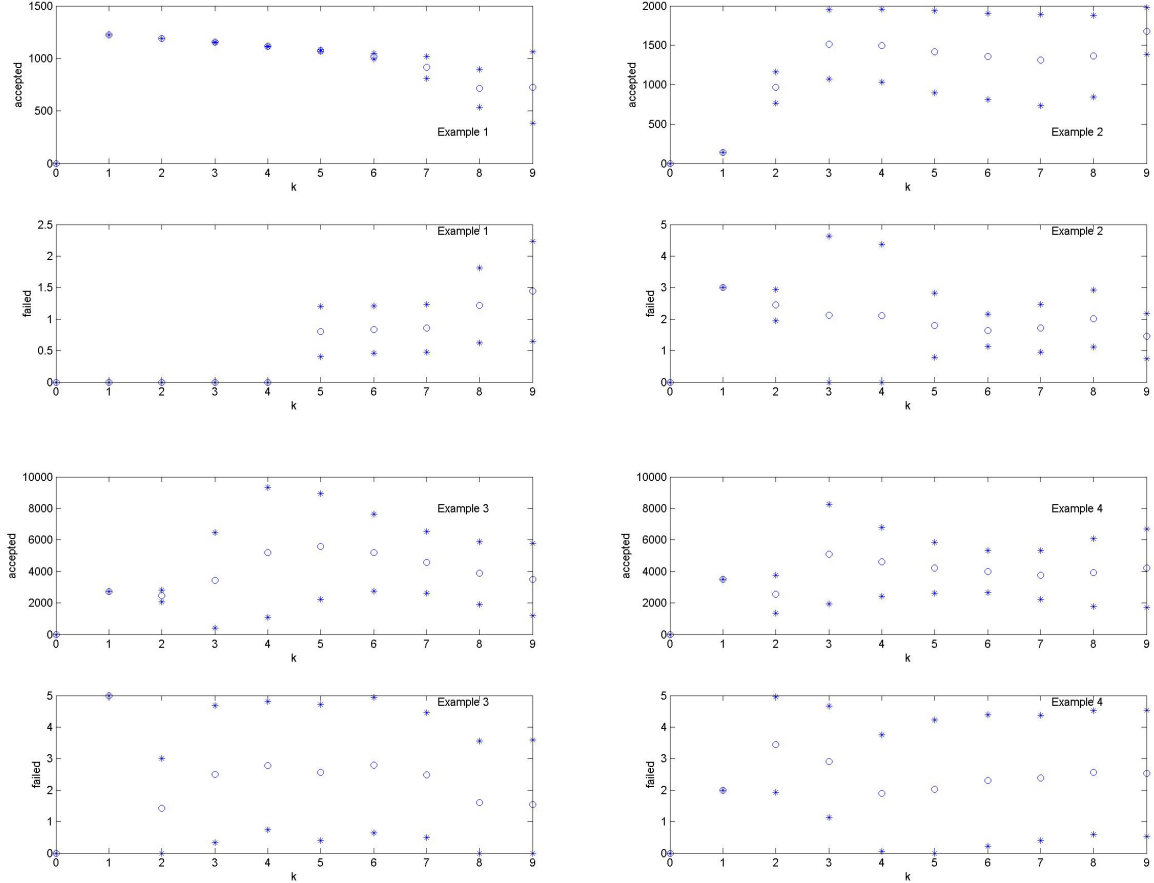 1500
1000
500
0
accepted
Example 1
0 1 2 3 4 5 6 7 8 9
k
2000
1500
1000
500
0
accepted
Example 2
0 1 2 3 4 5 6 7 8 9
k
2.5
2
1.5
1
0.5
0
failed
Example 1
0 1 2 3 4 5 6 7 8 9
k
5
4
3
2
1
0
failed
Example 2
0 1 2 3 4 5 6 7 8 9
k
10000
8000
6000
4000
2000
0
accepted
Example 3
0 1 2 3 4 5 6 7 8 9
k
10000
8000
6000
4000
2000
0
accepted
Example 4
0 1 2 3 4 5 6 7 8 9
k
5
4
3
2
1
0
failed
Example 3
0 1 2 3 4 5 6 7 8 9
k
5
4
3
2
1
0
failed
Example 4
0 1 2 3 4 5 6 7 8 9
k